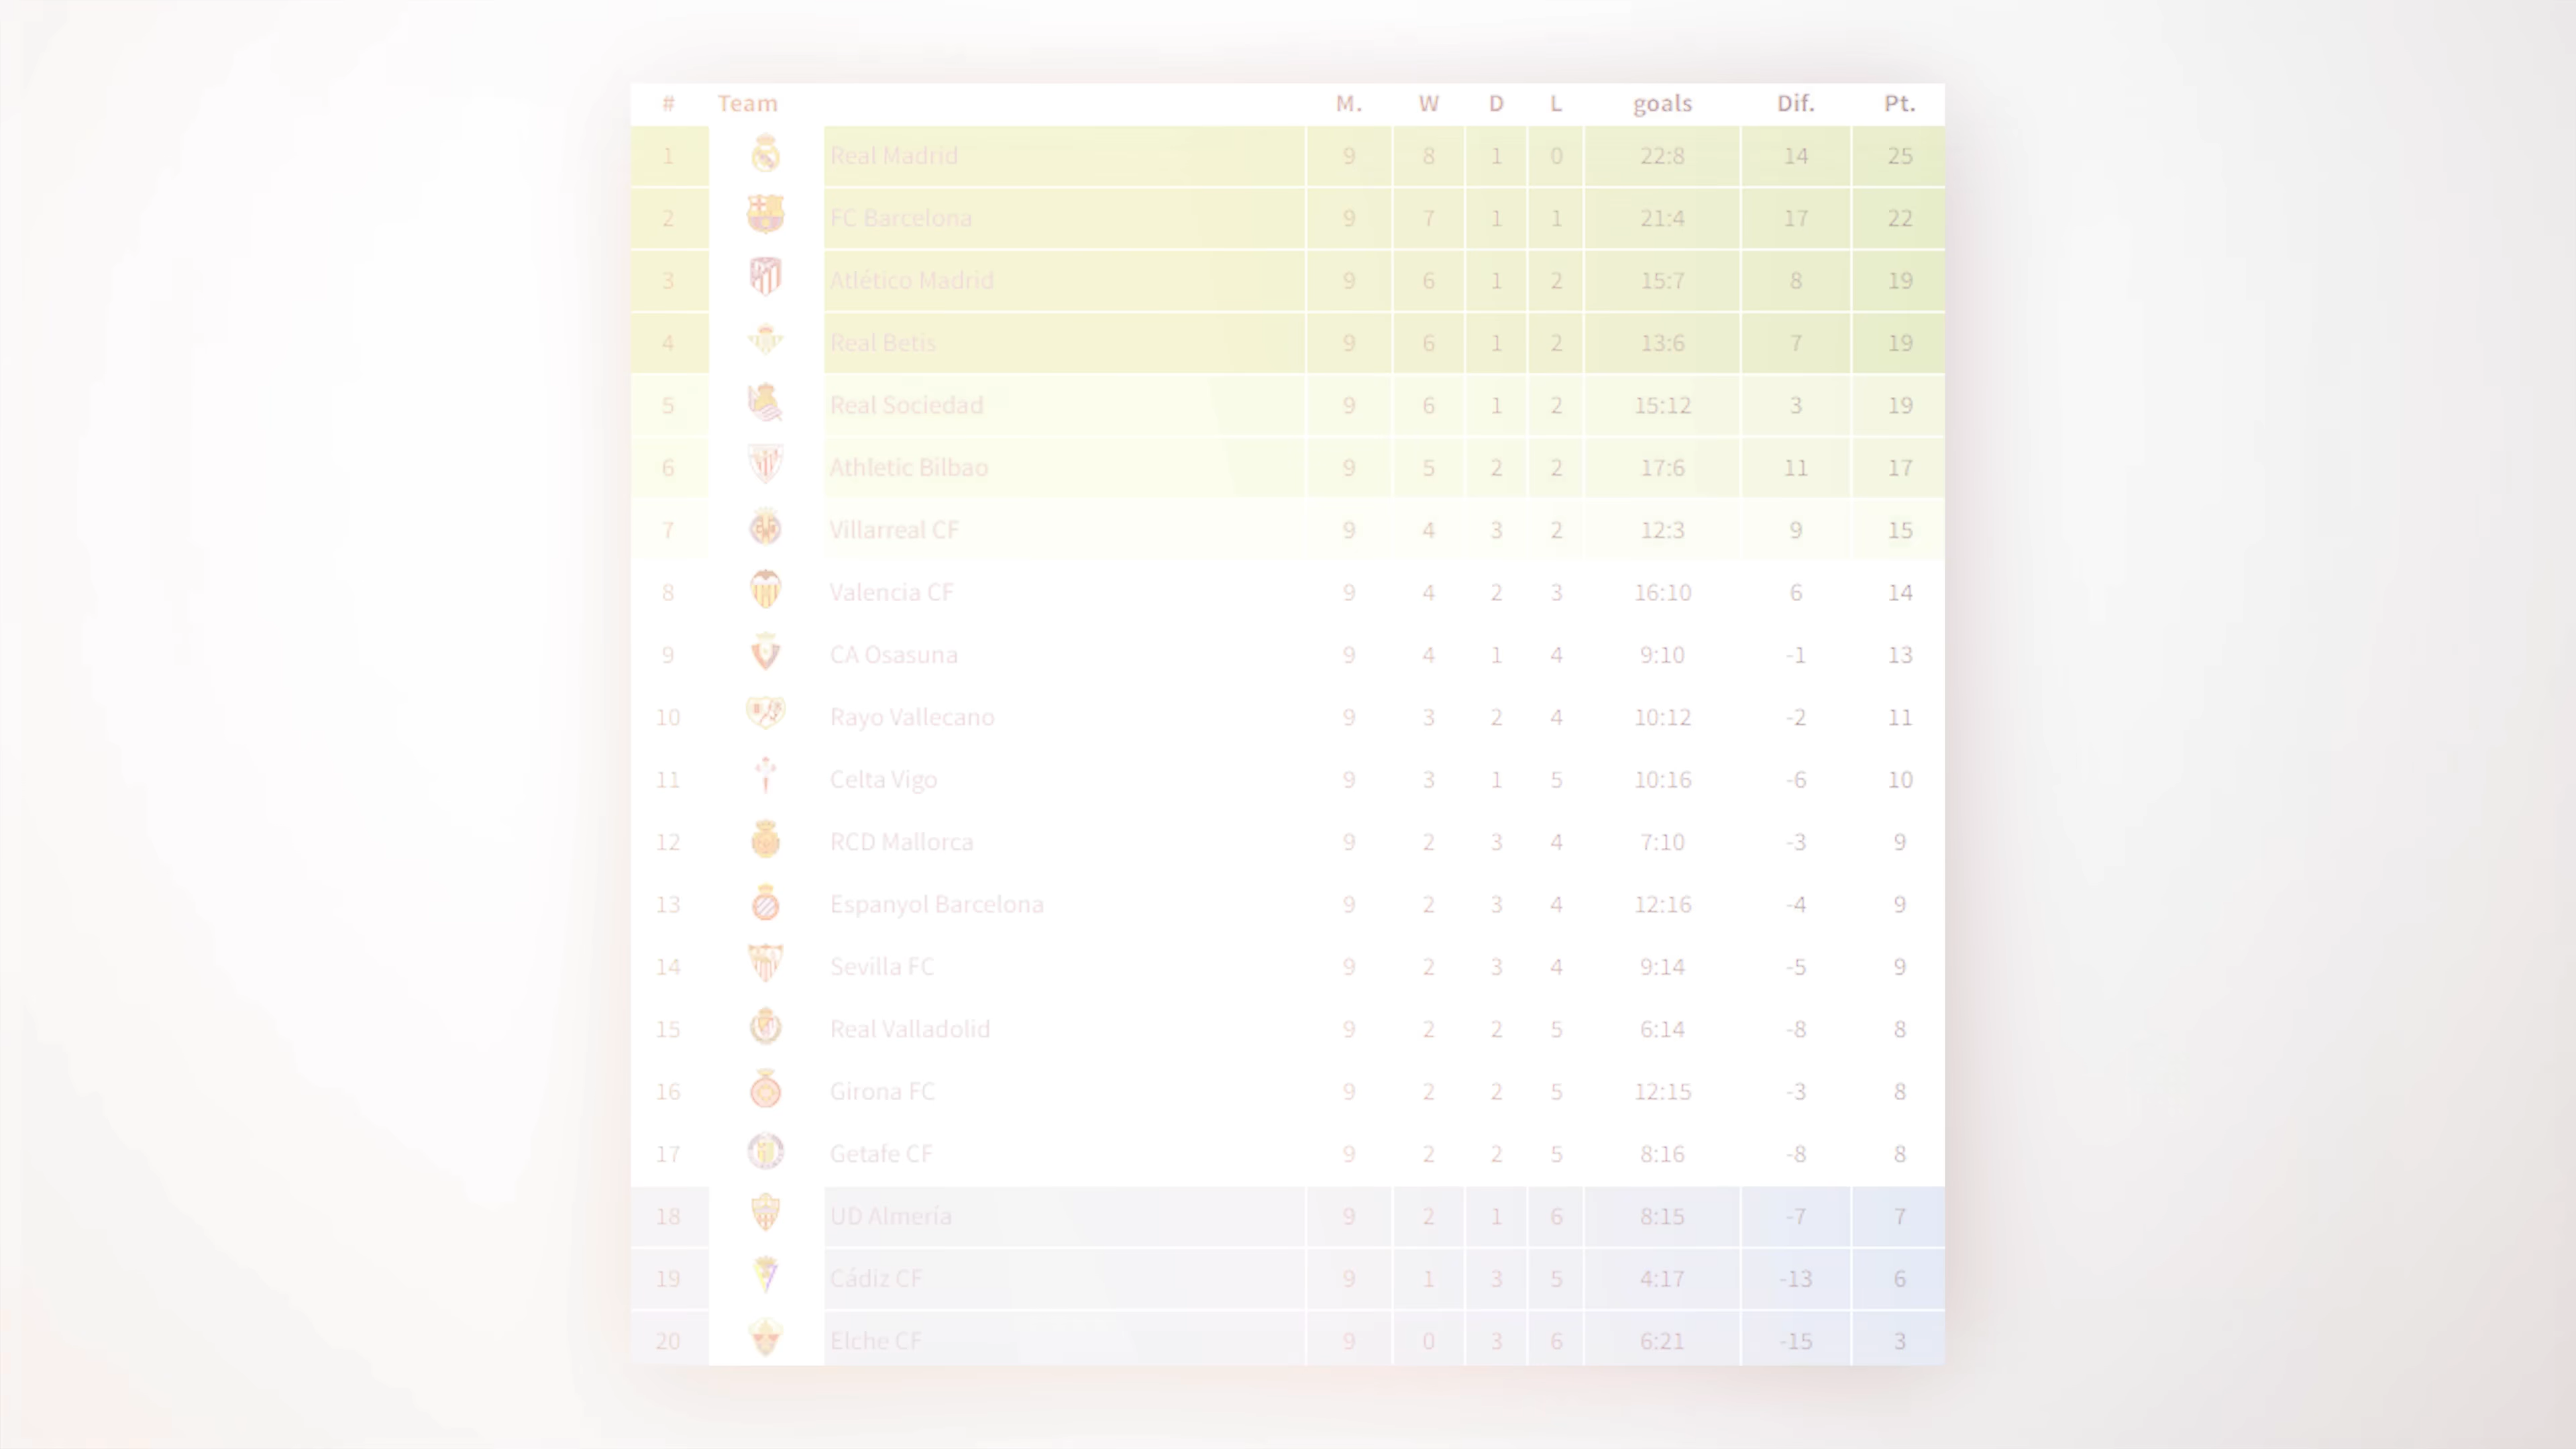 # Team M. W D L goals Dif. Pt.
1 Real Madrid 9 8 1 0 22:8 14 25
2 FC Barcelona 9 7 1 1 21:4 17 22
3 Atlético Madrid 9 6 1 2 15:7 8 19
4 Real Betis 9 6 1 2 13:6 7 19
5 Real Sociedad 9 6 1 2 15:12 3 19
6 Athletic Bilbao 9 5 2 2 17:6 11 17
7 Villarreal CF 9 4 3 2 12:3 9 15
8 Valencia CF 9 4 2 3 16:10 6 14
9 CA Osasuna 9 4 1 4 9:10 -1 13
10 Rayo Vallecano 9 3 2 4 10:12 -2 11
11 Celta Vigo 9 3 1 5 10:16 -6 10
12 RCD Mallorca 9 2 3 4 7:10 -3 9
13 Espanyol Barcelona 9 2 3 4 12:16 -4 9
14 Sevilla FC 9 2 3 4 9:14 -5 9
15 Real Valladolid 9 2 2 5 6:14 -8 8
16 Girona FC 9 2 2 5 12:15 -3 8
17 Getafe CF 9 2 2 5 8:16 -8 8
18 UD Almería 9 2 1 6 8:15 -7 7
19 Cádiz CF 9 1 3 5 4:17 -13 6
20 Elche CF 9 0 3 6 6:21 -15 3